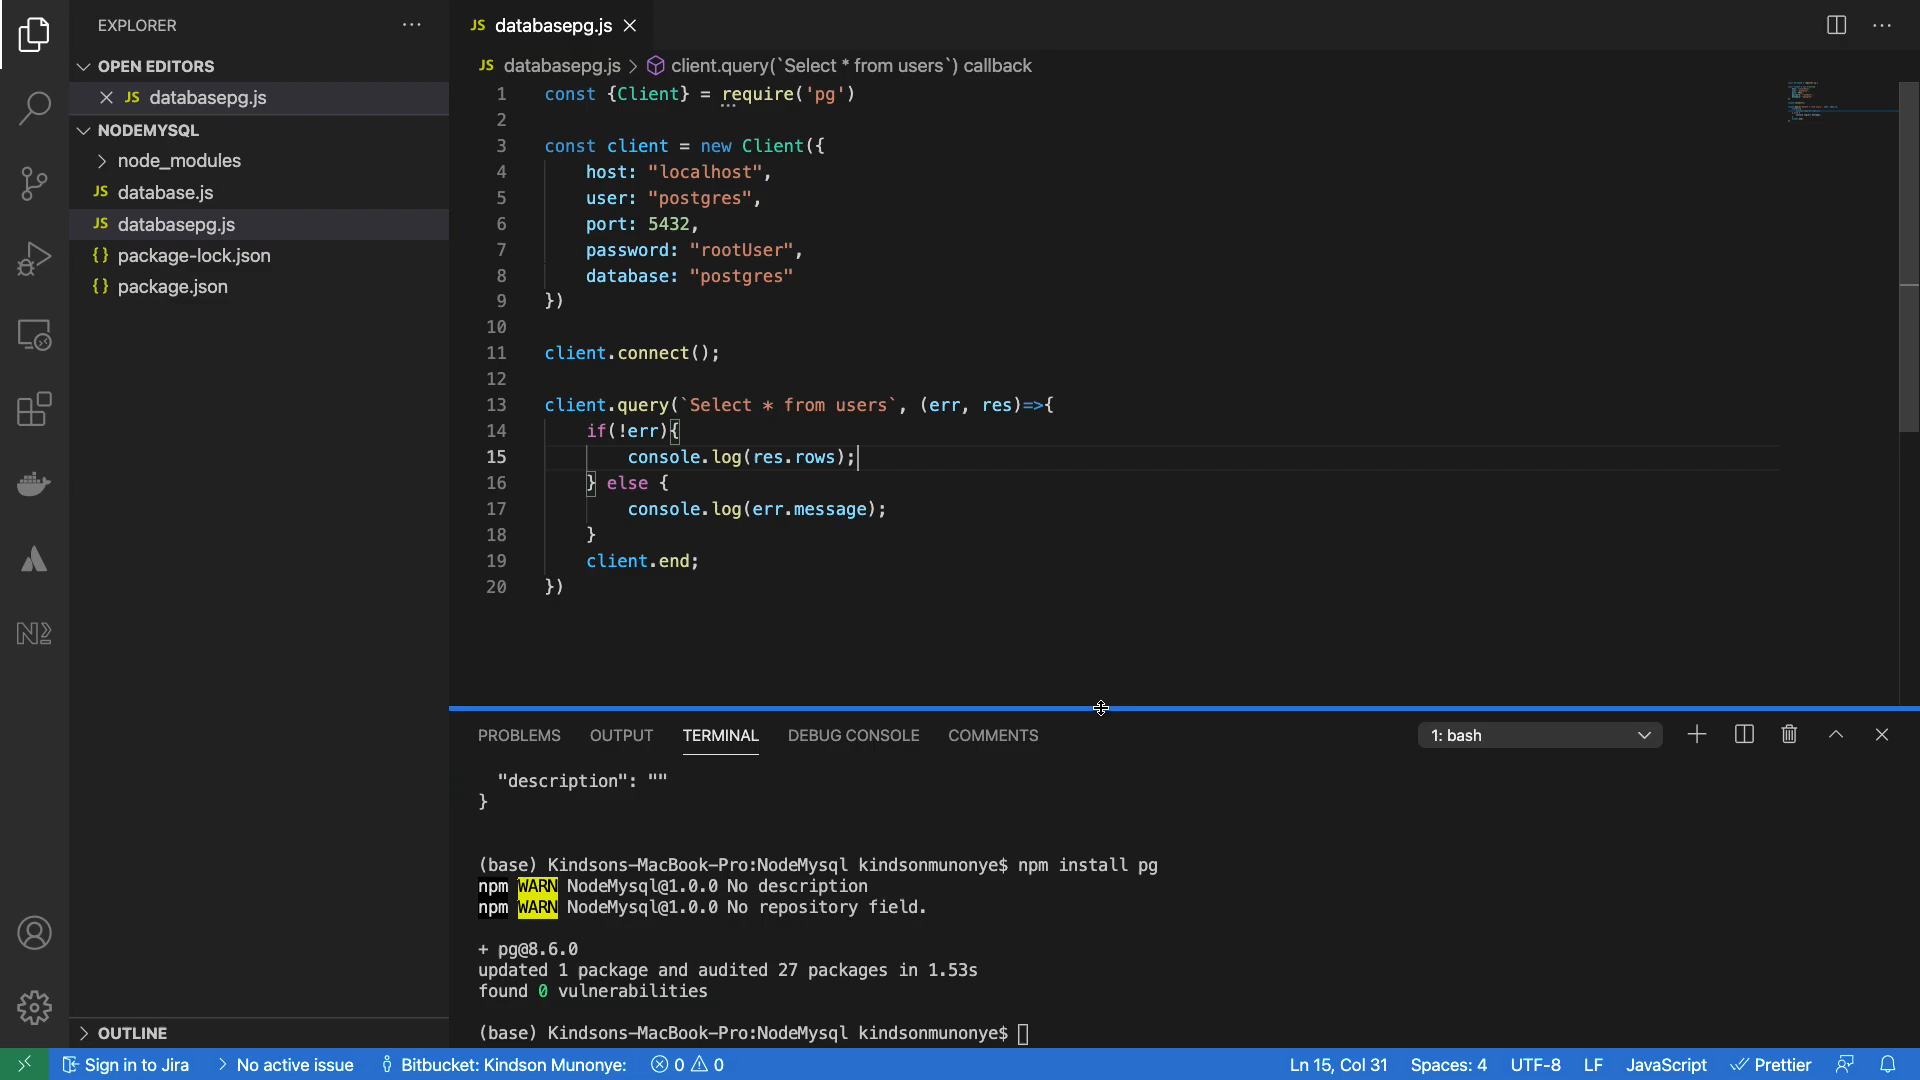 EXPLORER
OPEN EDITORS
JS databasepg.js
NODEMYSQL
node_modules
JS database.js
JS databasepg.js
{} package-lock.json
{} package.json
OUTLINE
JS databasepg.js
JS databasepg.js > client.query(`Select * from users`) callback
1 const {Client} = require('pg')
2
3 const client = new Client({
4 host: "localhost",
5 user: "postgres",
6 port: 5432,
7 password: "rootUser",
8 database: "postgres"
9 })
10
11 client.connect();
12
13 client.query(`Select * from users`, (err, res)=>{
14 if(!err){
15 console.log(res.rows);
16 } else {
17 console.log(err.message);
18 }
19 client.end;
20 })
PROBLEMS OUTPUT TERMINAL DEBUG CONSOLE COMMENTS 1: bash
"description": ""
}
(base) Kindsons-MacBook-Pro:NodeMysql kindsonmunonye$ npm install pg
npm WARN NodeMysql@1.0.0 No description
npm WARN NodeMysql@1.0.0 No repository field.
+ pg@8.6.0
updated 1 package and audited 27 packages in 1.53s
found 0 vulnerabilities
(base) Kindsons-MacBook-Pro:NodeMysql kindsonmunonye$
Sign in to Jira > No active issue Bitbucket: Kindson Munonye: 0 0 Ln 15, Col 31 Spaces: 4 UTF-8 LF JavaScript Prettier